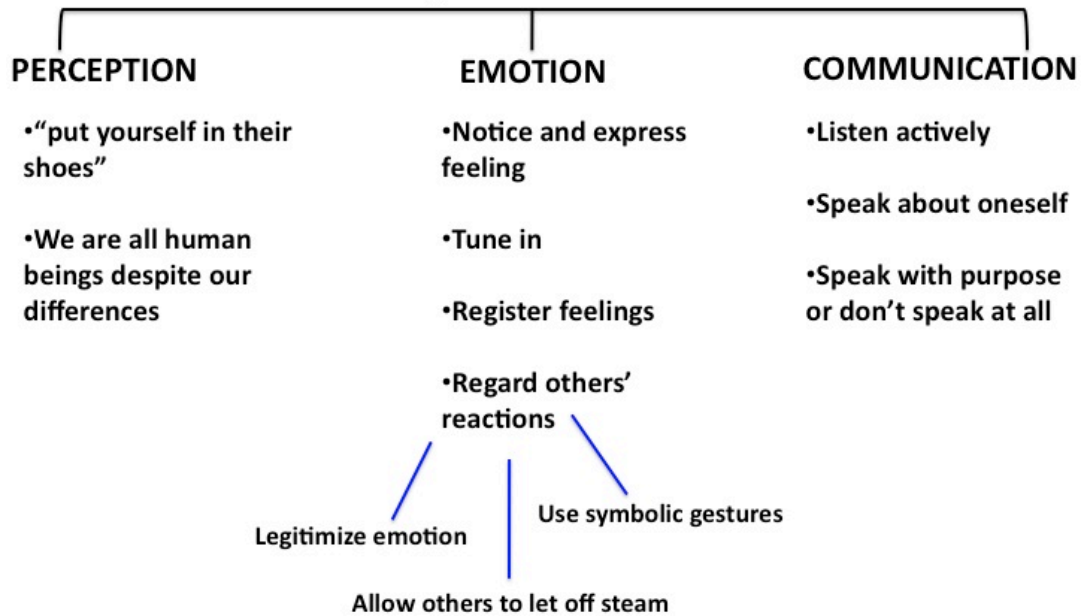 PERCEPTION
•“put yourself in their
shoes”
•We are all human
beings despite our
differences
EMOTION
•Notice and express
feeling
•Tune in
•Register feelings
•Regard others’
reactions
Legitimize emotion
Allow others to let off steam
Use symbolic gestures
COMMUNICATION
•Listen actively
•Speak about oneself
•Speak with purpose
or don’t speak at all